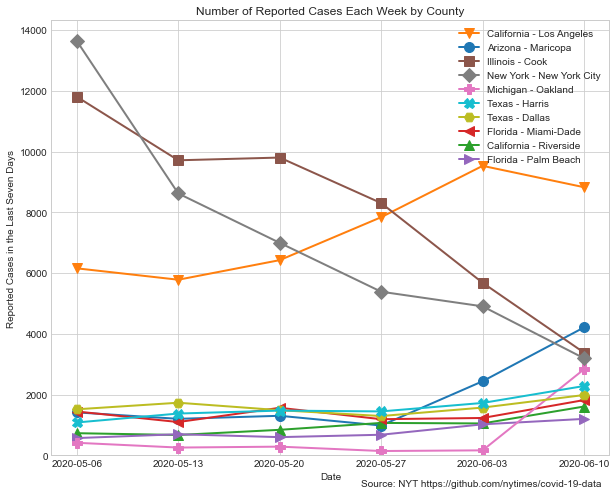 Number of Reported Cases Each Week by County
California - Los Angeles
Arizona - Maricopa
Illinois - Cook
New York - New York City
Michigan - Oakland
Texas - Harris
Texas - Dallas
Florida - Miami-Dade
California - Riverside
Florida - Palm Beach
Reported Cases in the Last Seven Days
14000
12000
10000
8000
6000
4000
2000
0
2020-05-06
2020-05-13
2020-05-20
2020-05-27
2020-06-03
2020-06-10
Date
Source: NYT https://github.com/nytimes/covid-19-data